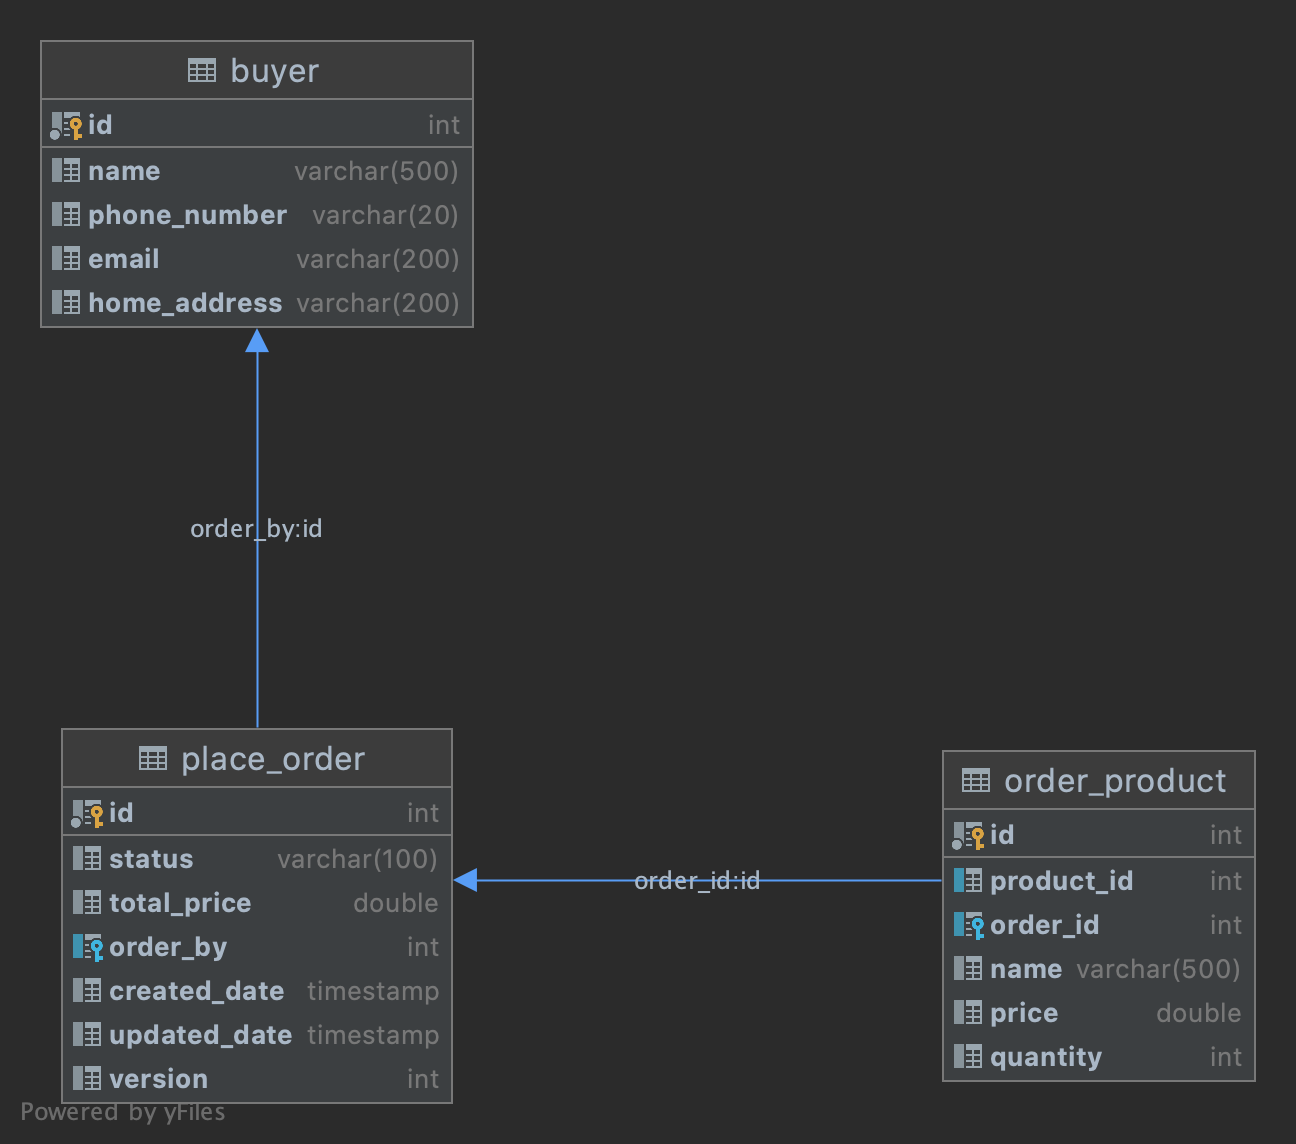 buyer
id int
name varchar(500)
phone_number varchar(20)
email varchar(200)
home_address varchar(200)
order_by:id
place_order
id int
status varchar(100)
total_price double
order_by int
created_date timestamp
updated_date timestamp
version int
order_id:id
order_product
id int
product_id int
order_id int
name varchar(500)
price double
quantity int
Powered by yFiles